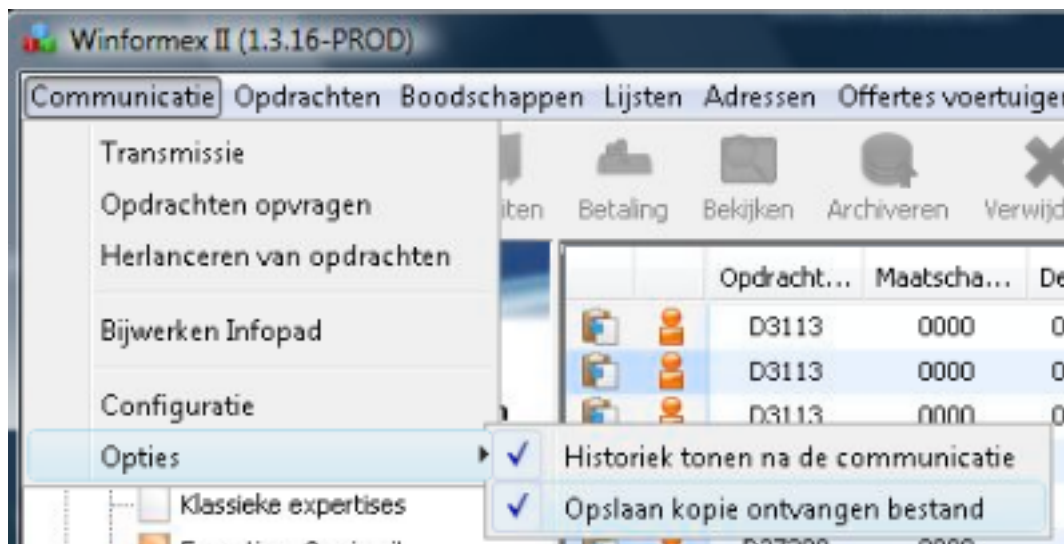 Winformex II (1.3.16-PROD)
Communicatie Opdrachten Boodschappen Lijsten Adressen Offertes voertuigen
Transmissie
Opdrachten opvragen
Herlanceren van opdrachten
Bijwerken Infopad
Configuratie
Opties
Betaling Bekijken Archiveren
Opdracht... Maatscha...
D3113 0000
D3113 0000
D3113 0000
Historiek tonen na de communicatie
Opslaan kopie ontvangen bestand
Klassieke expertises